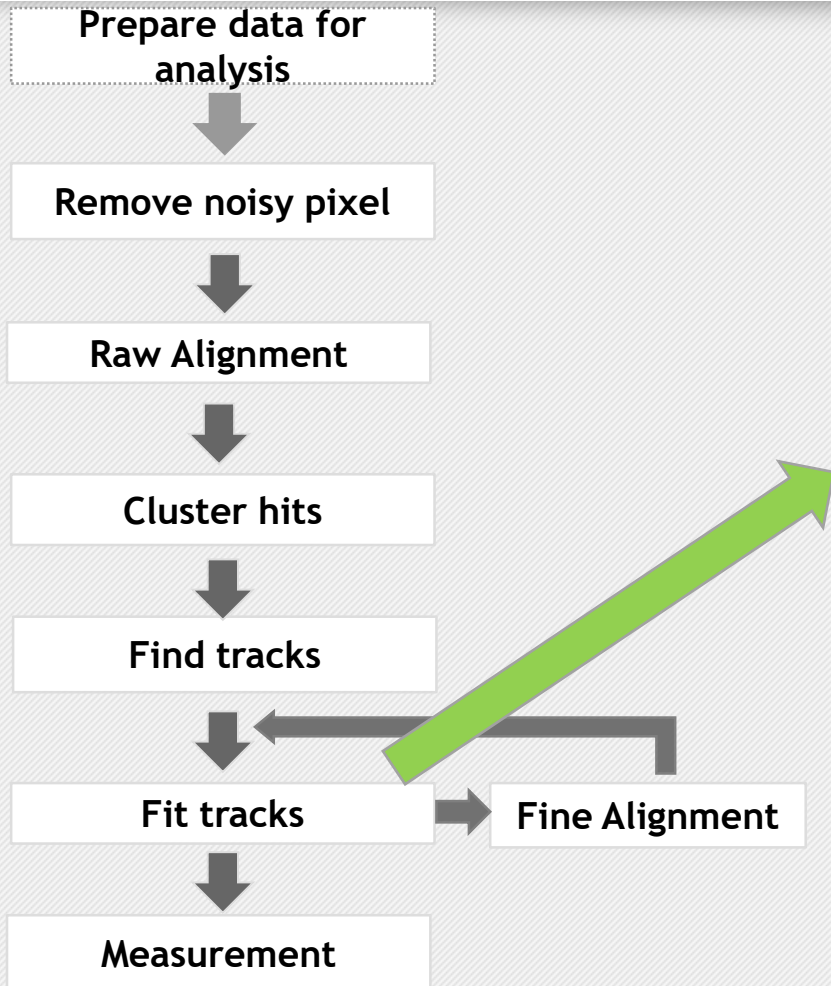 Prepare data for
analysis
Remove noisy pixel
Raw Alignment
Cluster hits
Find tracks
Fit tracks
Fine Alignment
Measurement